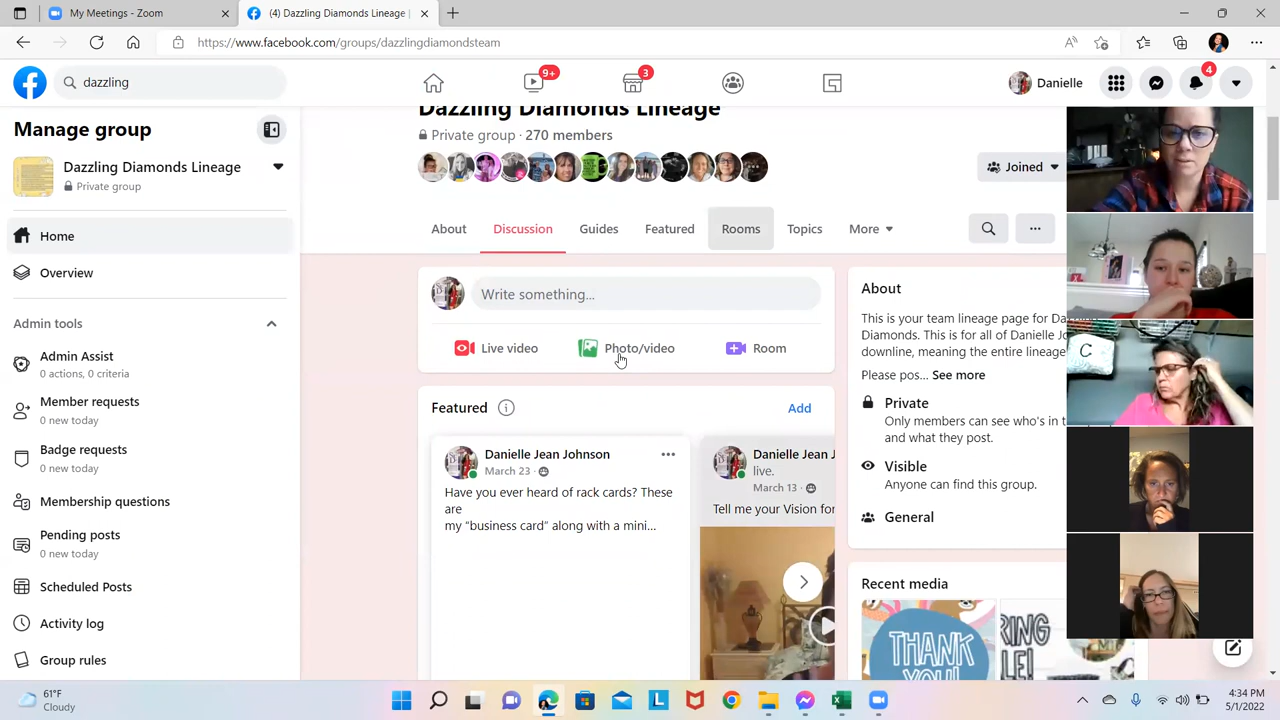 My Meetings - Zoom
(4) Dazzling Diamonds Lineage |
https://www.facebook.com/groups/dazzlingdiamondsteam
dazzling
9+
3
4
Danielle
Manage group
Dazzling Diamonds Lineage
Private group
Home
Overview
Admin tools
Admin Assist
0 actions, 0 criteria
Member requests
0 new today
Badge requests
0 new today
Membership questions
Pending posts
0 new today
Scheduled Posts
Activity log
Group rules
Dazzling Diamonds Lineage
Private group · 270 members
Joined
About
Discussion
Guides
Featured
Rooms
Topics
More
Write something...
Live video
Photo/video
Room
Featured
Add
Danielle Jean Johnson
March 23
Have you ever heard of rack cards? These
are
my "business card" along with a mini...
Danielle Jean J
live.
March 13
Tell me your Vision for
About
This is your team lineage page for Da
Diamonds. This is for all of Danielle J
downline, meaning the entire lineage
Please pos... See more
Private
Only members can see who's in t
and what they post.
Visible
Anyone can find this group.
General
Recent media
THANK
YOU!
RING
LE!
C
61°F
Cloudy
4:34 PM
5/1/2022